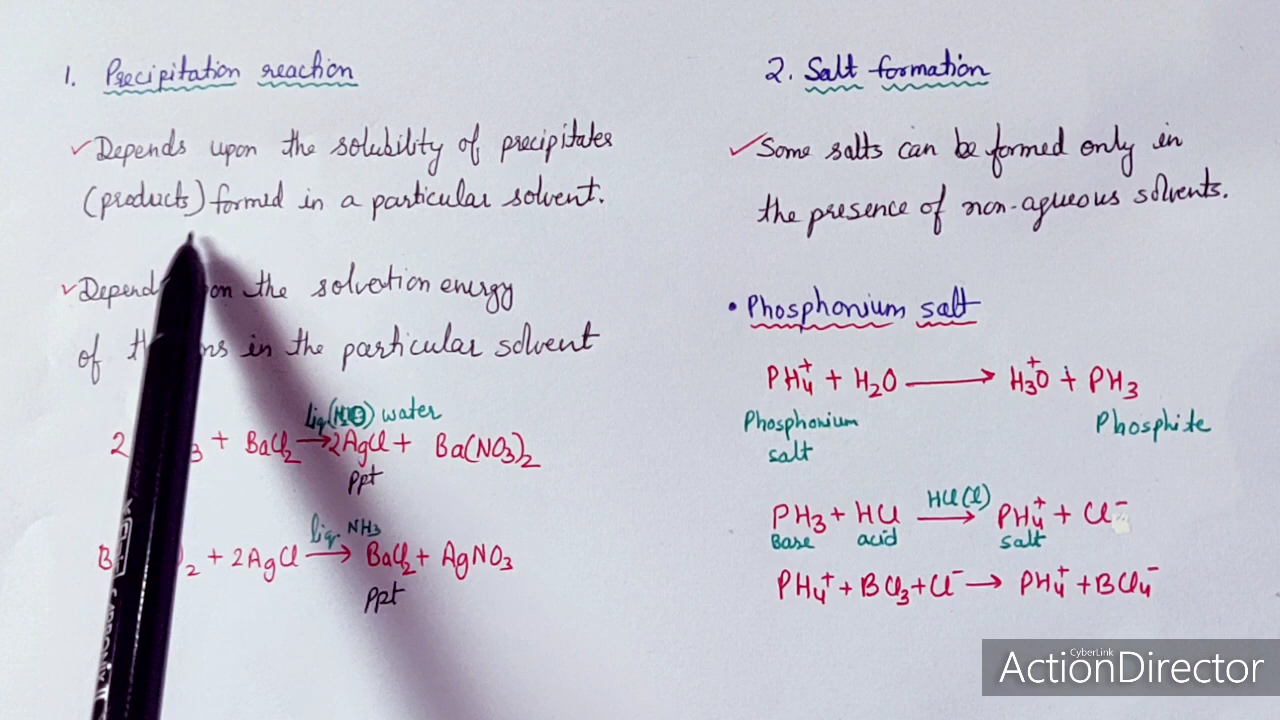 1. Precipitation reaction
✓Depends upon the solubility of precipitates
(products) formed in a particular solvent.
✓ on the solvation energy
of in the particular solvent
water
2 + BaCl₂ → 2AgCl + Ba(NO₃)₂
ppt
liq. NH₃
+ 2AgCl → BaCl₂ + AgNO₃
ppt
2. Salt formation
✓Some salts can be formed only in
the presence of non-aqueous solvents.
• Phosphonium salt
PH₄⁺ + H₂O → H₃O⁺ + PH₃
Phosphonium Phosphite
salt
HCl(l)
PH₃ + HCl → PH₄⁺ + Cl⁻
Base acid salt
PH₄⁺ + BCl₃ + Cl⁻ → PH₄⁺ + BCl₄⁻
CyberLink
ActionDirector